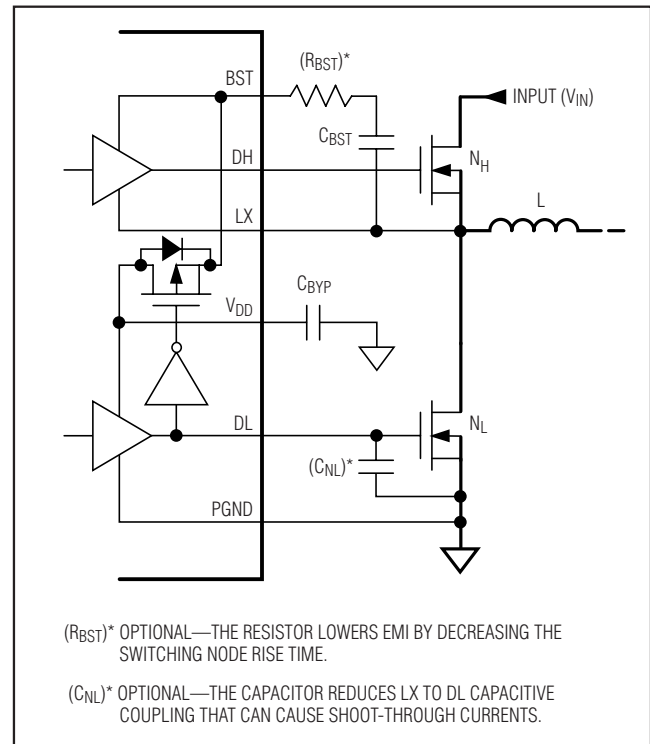 (RBST)*
BST
INPUT (VIN)
CBST
NH
DH
L
LX
CBYP
VDD
NL
DL
(CNL)*
PGND
(RBST)* OPTIONAL—THE RESISTOR LOWERS EMI BY DECREASING THE
SWITCHING NODE RISE TIME.
(CNL)* OPTIONAL—THE CAPACITOR REDUCES LX TO DL CAPACITIVE
COUPLING THAT CAN CAUSE SHOOT-THROUGH CURRENTS.